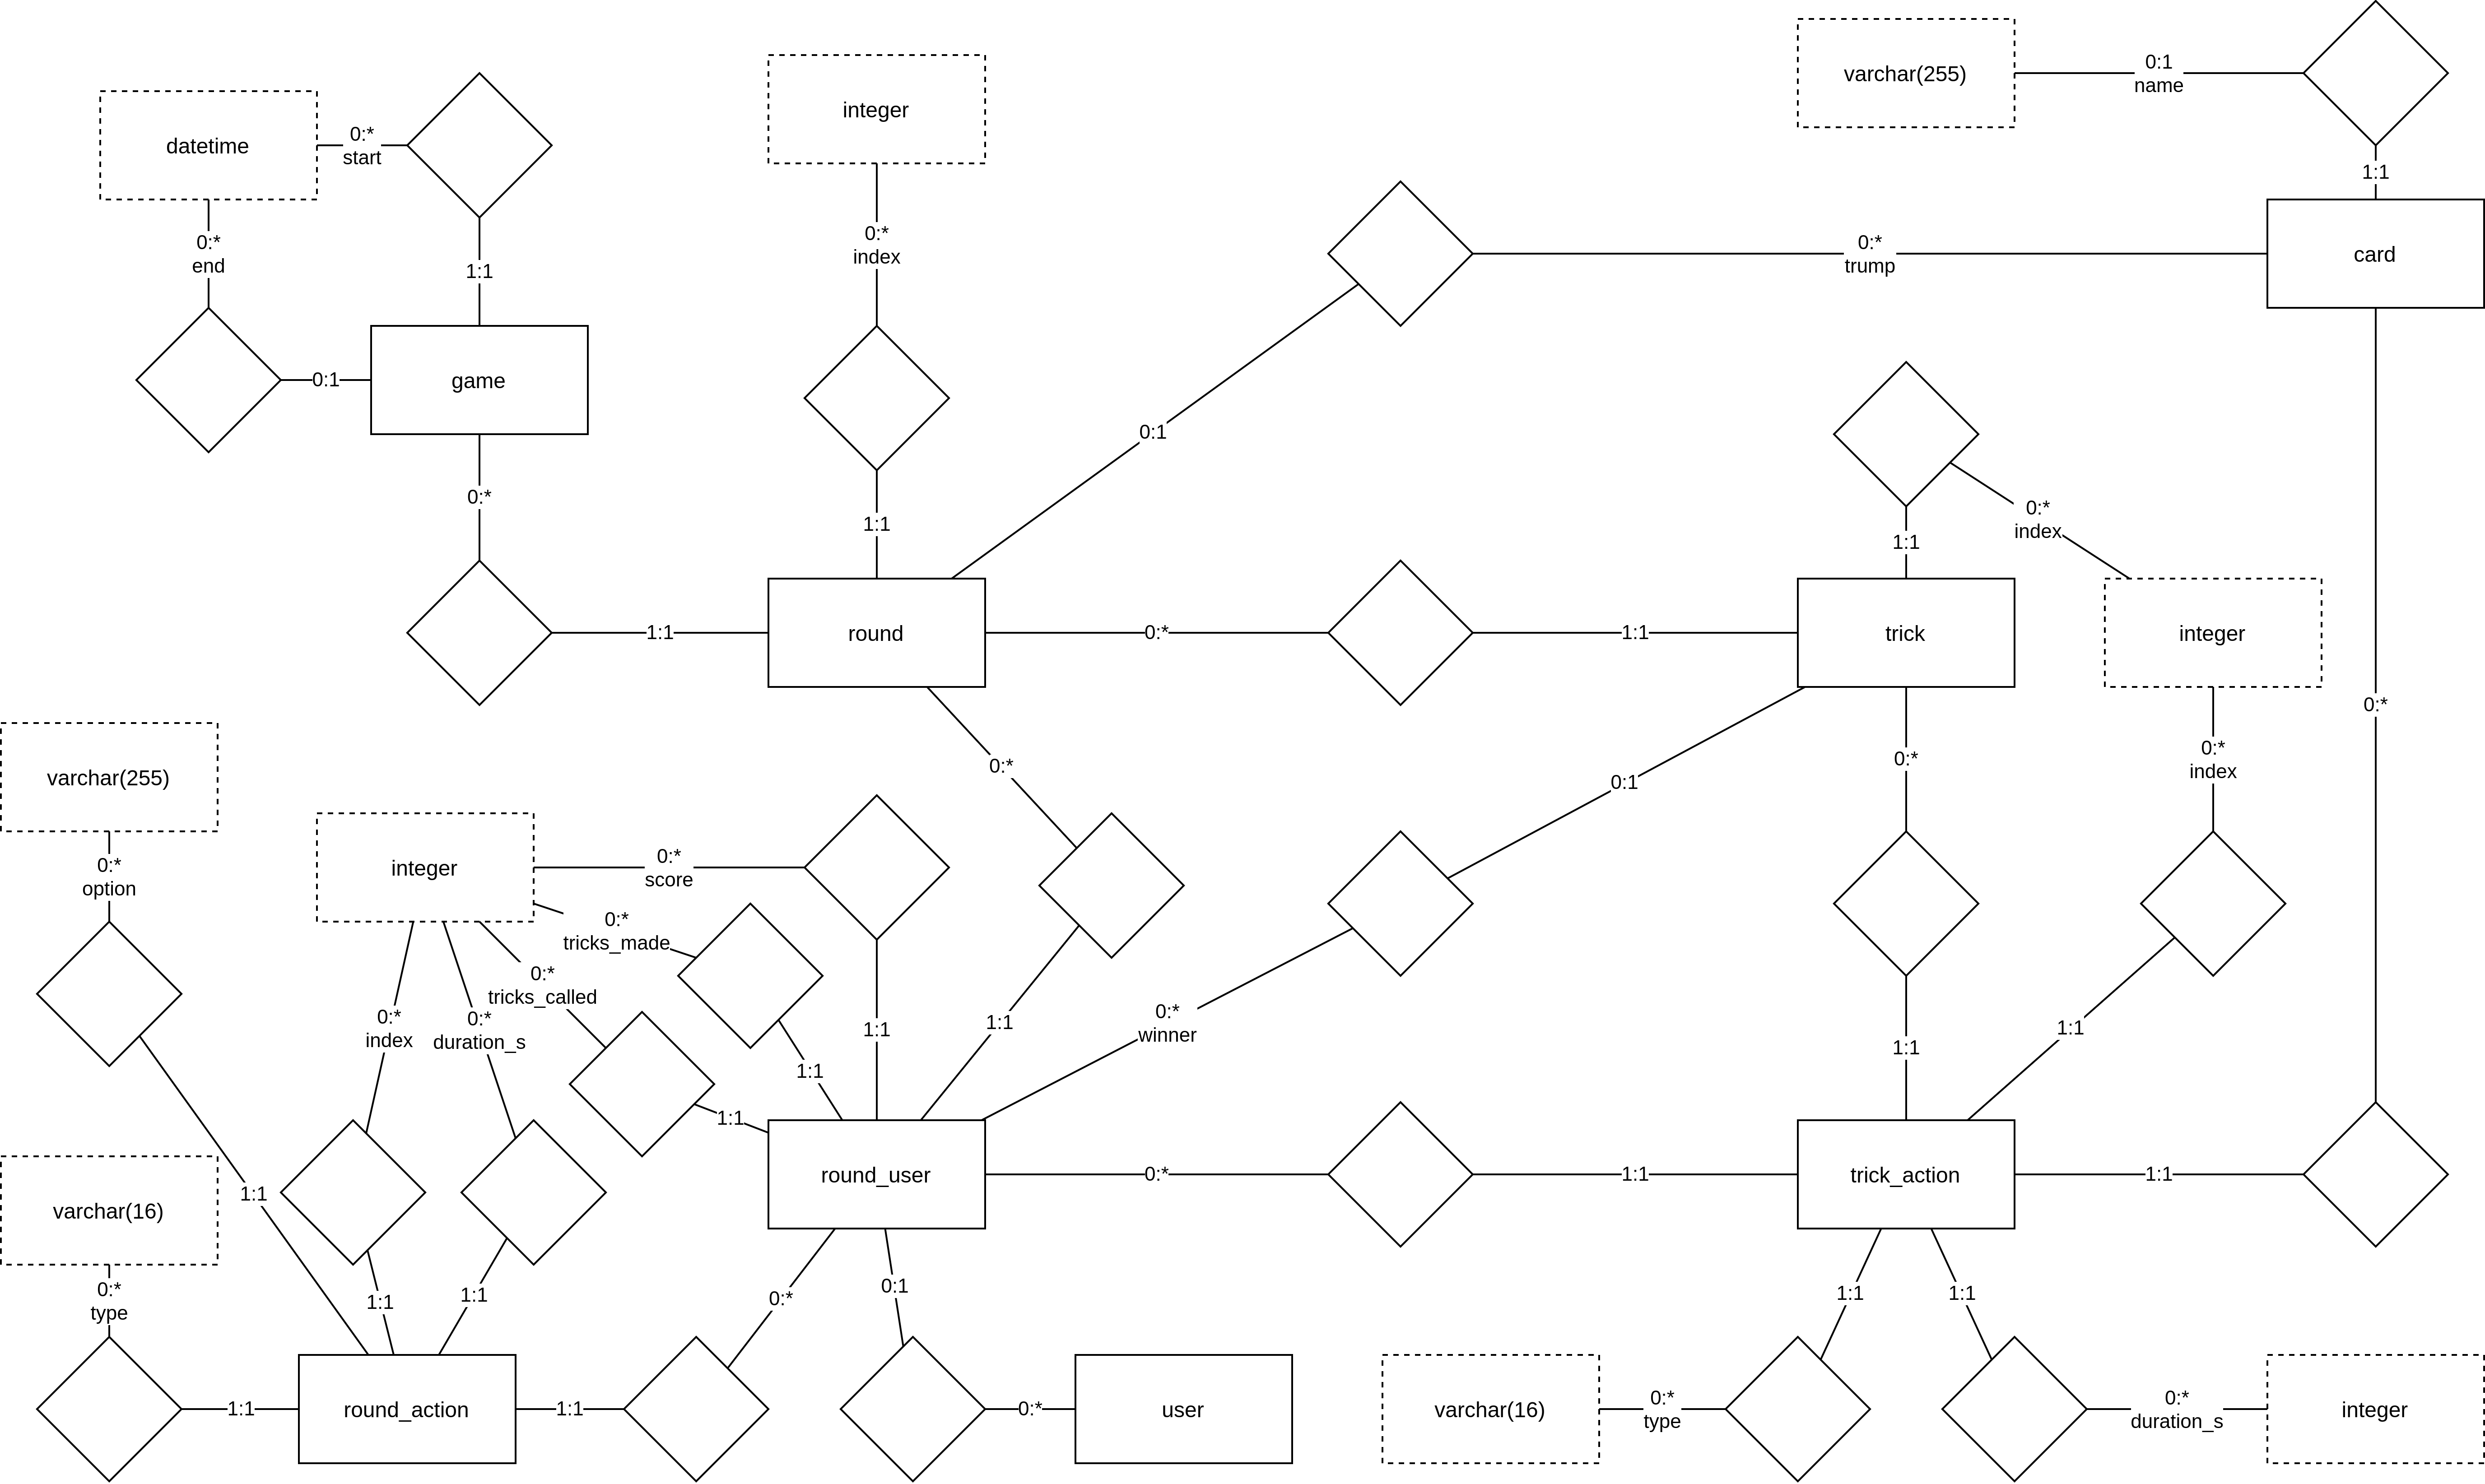 varchar(255)
0:1
name
integer
datetime
0:*
start
1:1
0:*
index
0:*
end
0:*
trump
card
1:1
0:1
game
0:1
0:*
1:1
0:*
index
1:1
1:1
round
0:*
1:1
trick
integer
0:*
0:*
0:1
0:*
0:*
index
varchar(255)
integer
0:*
score
0:*
option
0:*
tricks_made
0:*
tricks_called
0:*
index
0:*
duration_s
1:1
1:1
0:*
winner
1:1
1:1
1:1
1:1
varchar(16)
1:1
round_user
0:*
1:1
trick_action
1:1
0:*
type
1:1
1:1
0:*
0:1
1:1
1:1
1:1
round_action
1:1
0:*
user
varchar(16)
0:*
type
0:*
duration_s
integer